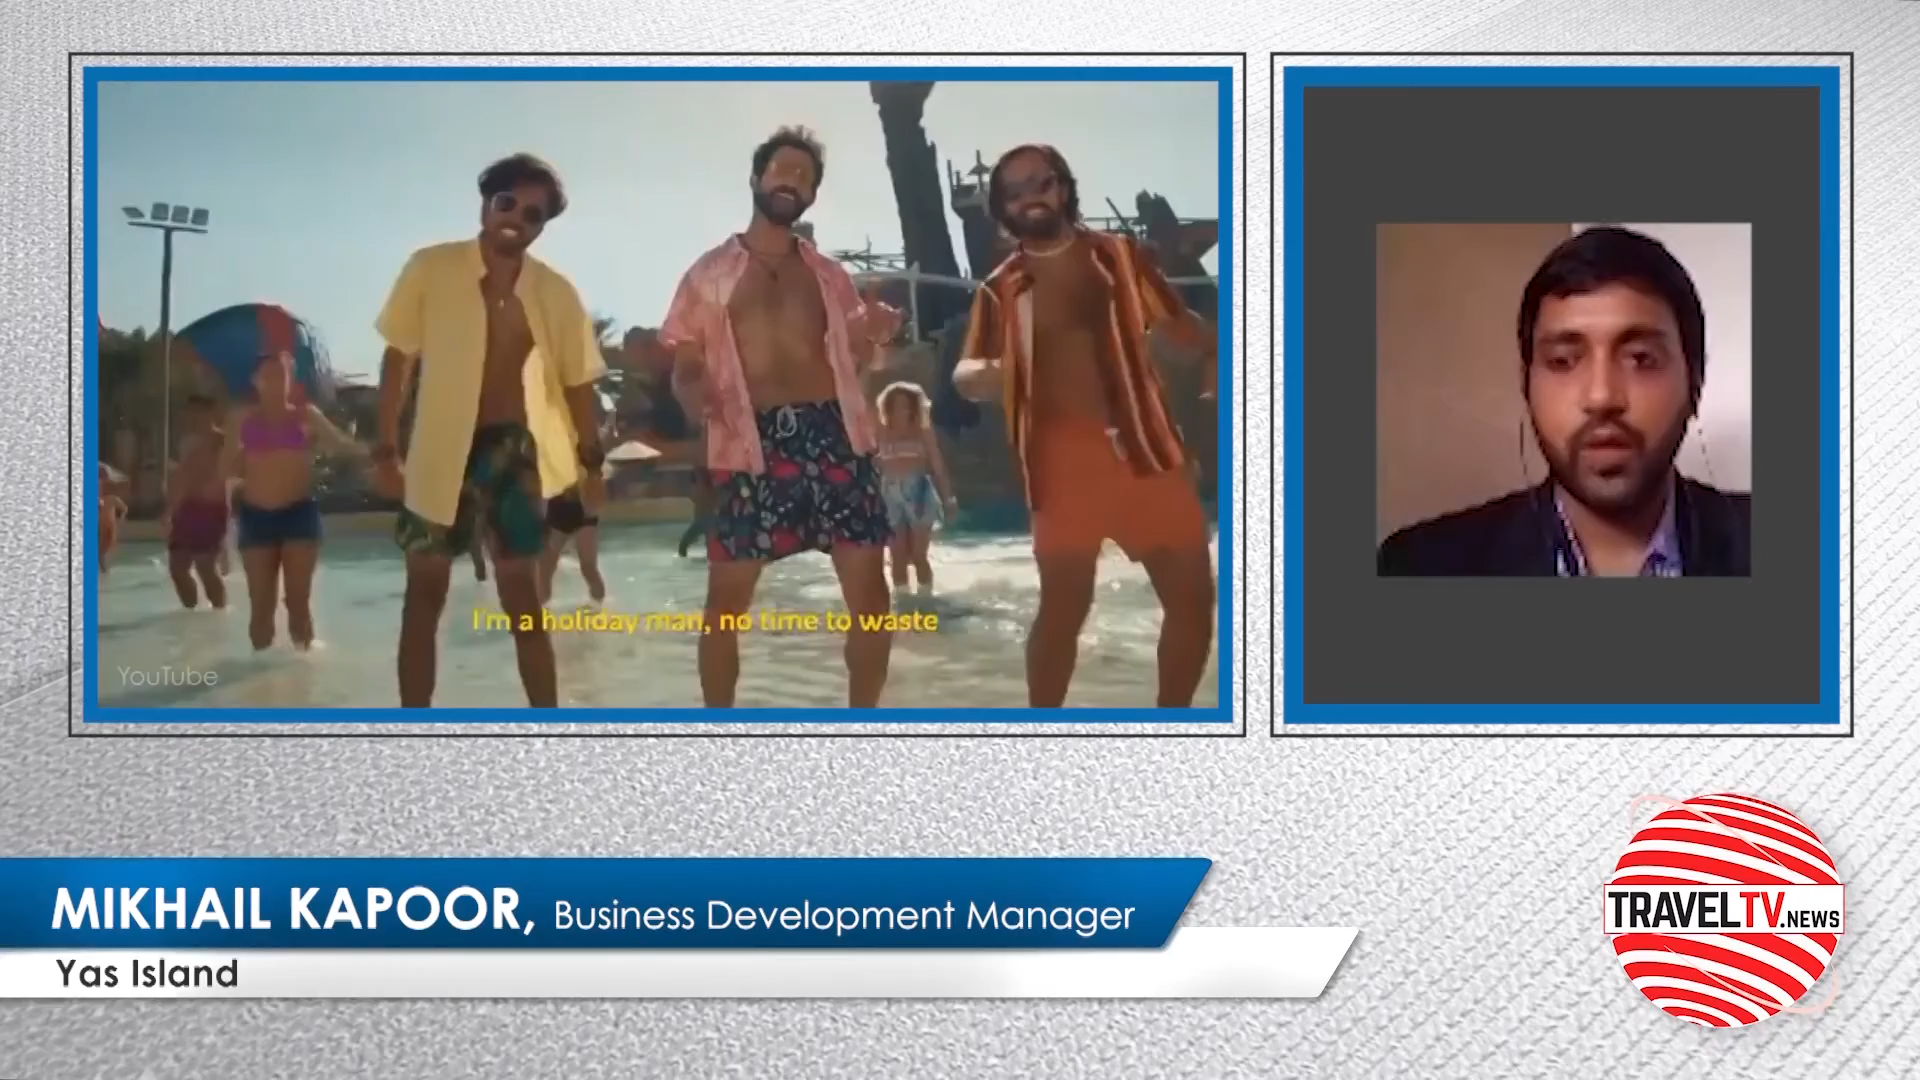 I'm a holiday man, no time to waste
YouTube
MIKHAIL KAPOOR, Business Development Manager
Yas Island
TRAVELTV.NEWS